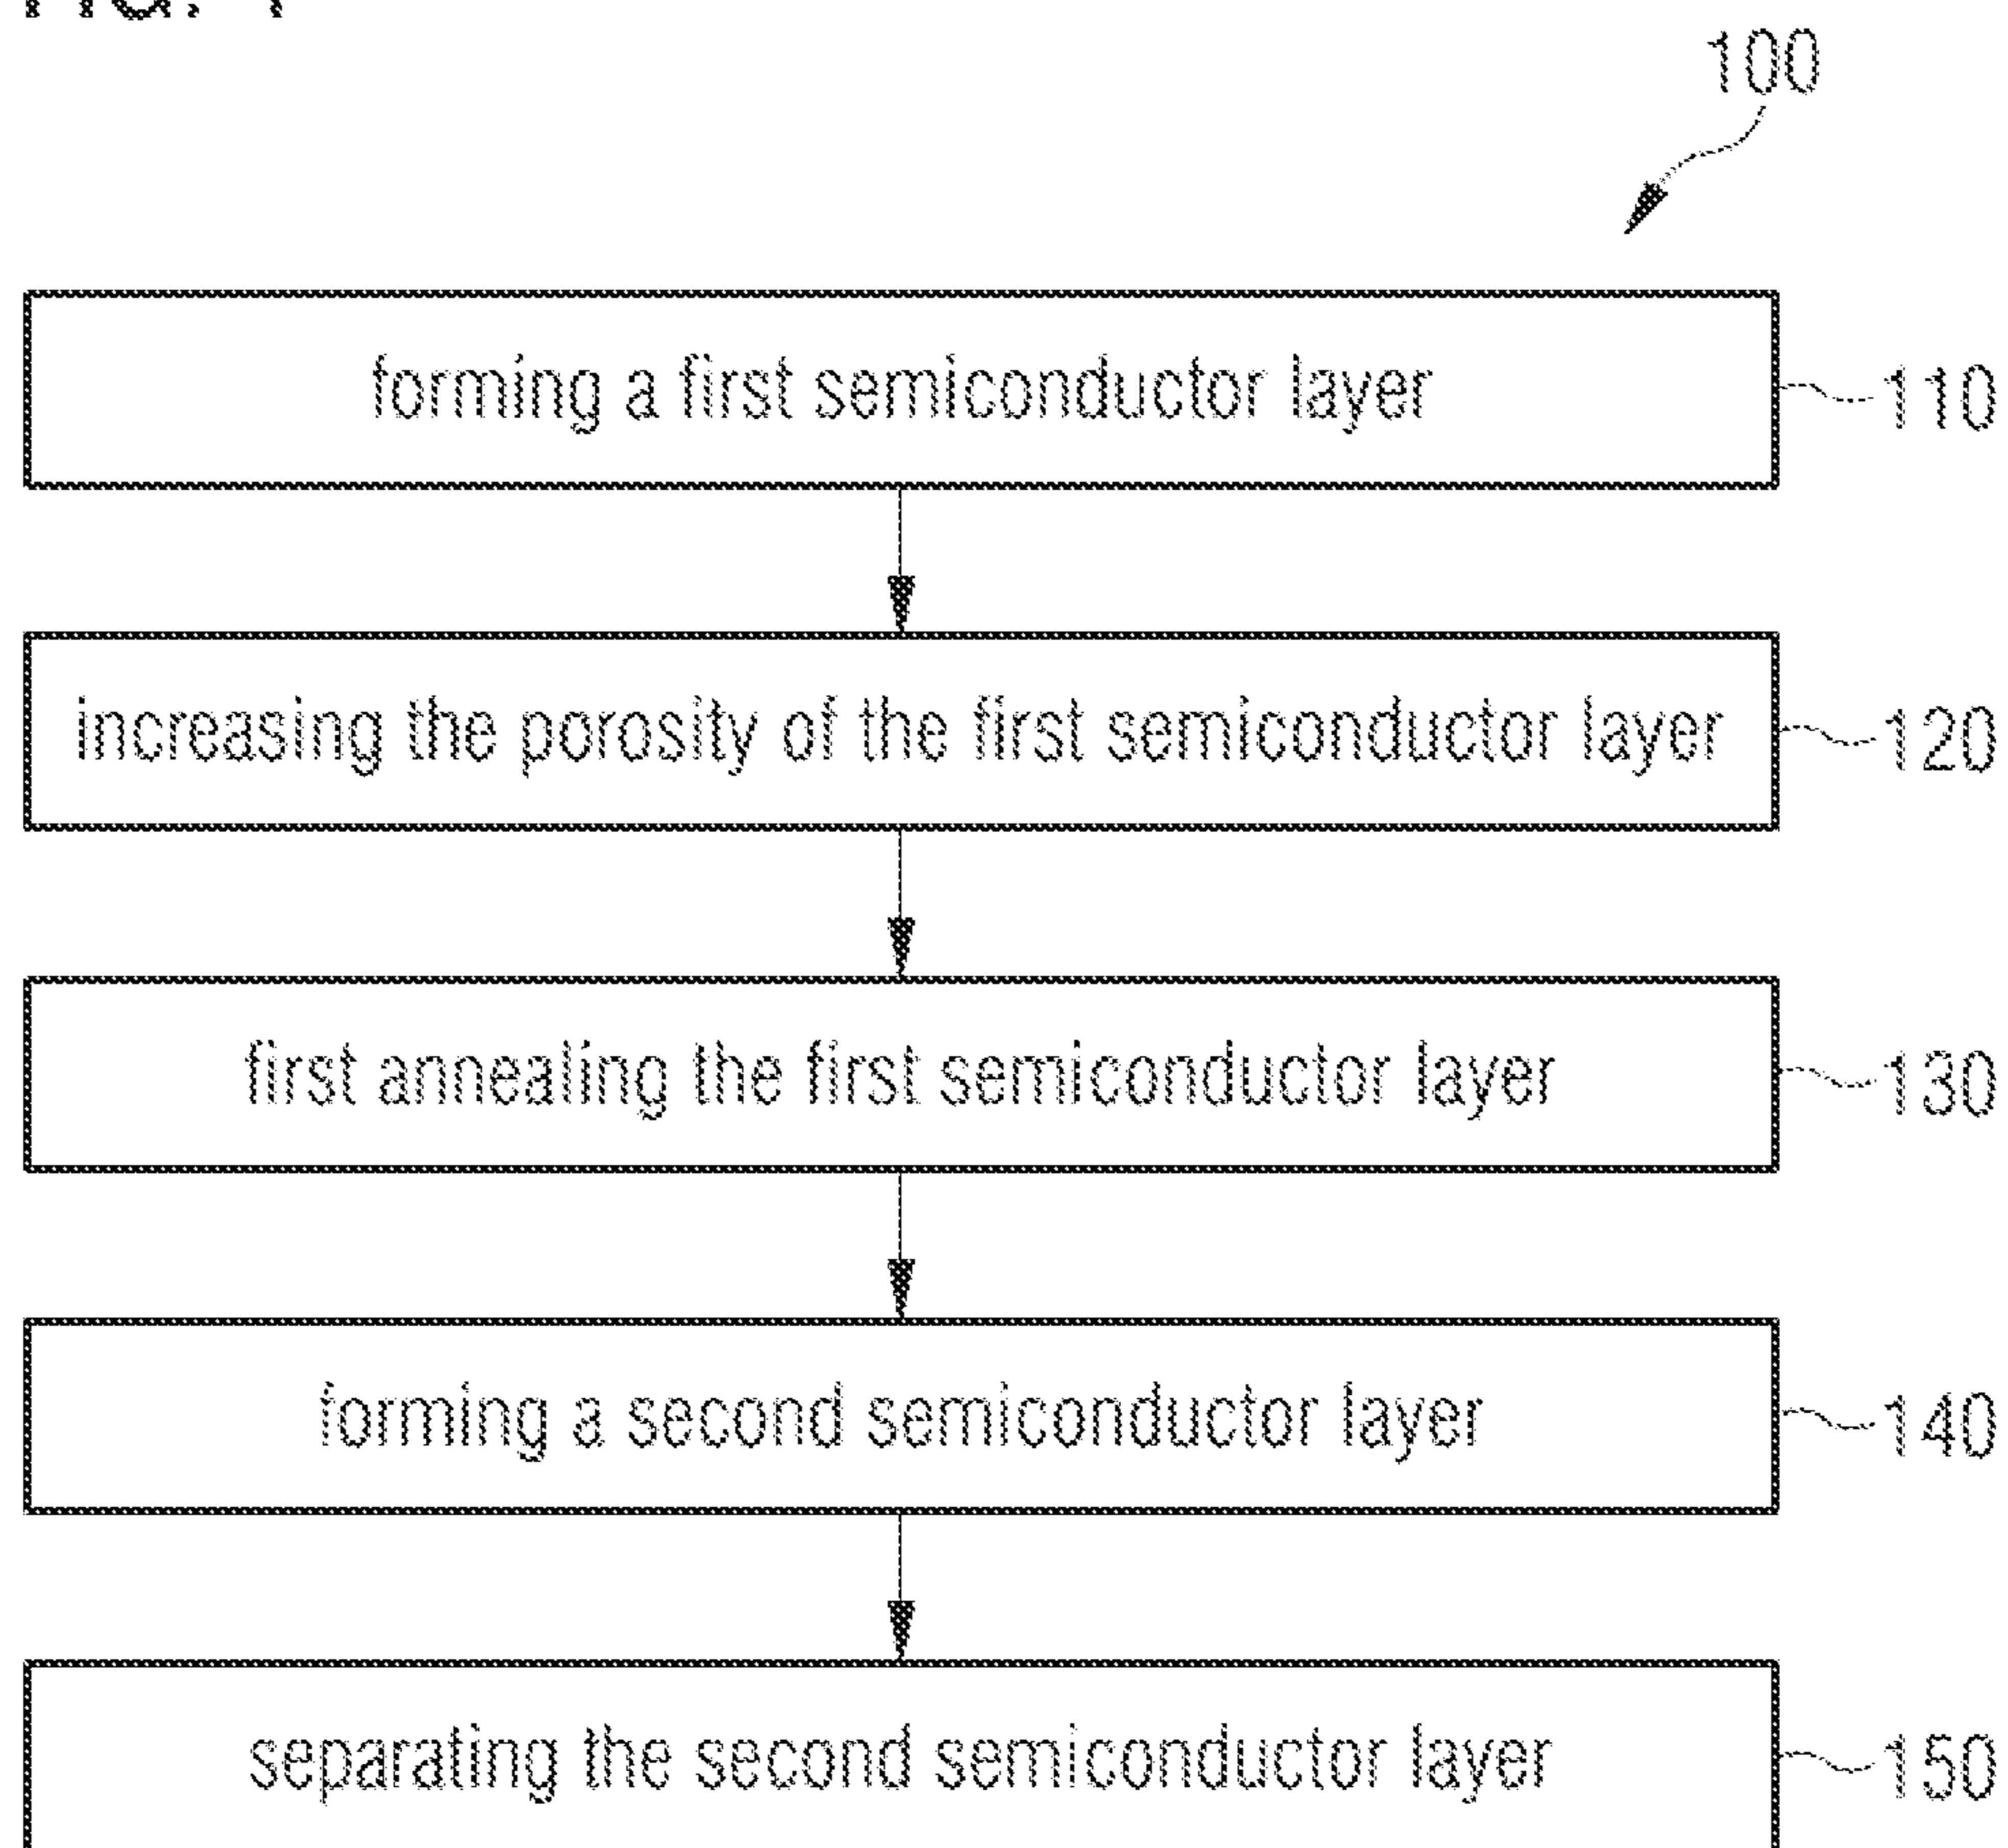 100
forming a first semiconductor layer
110
increasing the porosity of the first semiconductor layer
120
first annealing the first semiconductor layer
130
forming a second semiconductor layer
140
separating the second semiconductor layer
150